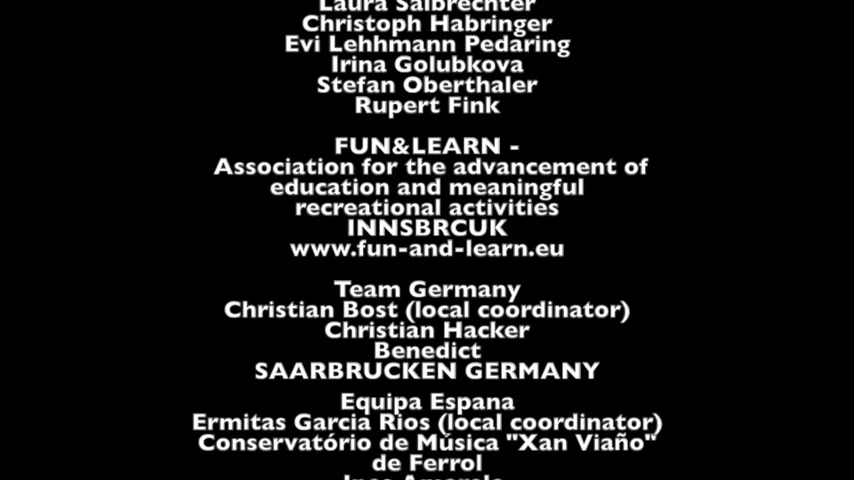 Laura Salbrechter
Christoph Habringer
Evi Lehhmann Pedaring
Irina Golubkova
Stefan Oberthaler
Rupert Fink
FUN&LEARN -
Association for the advancement of
education and meaningful
recreational activities
INNSBRCUK
www.fun-and-learn.eu
Team Germany
Christian Bost (local coordinator)
Christian Hacker
Benedict
SAARBRUCKEN GERMANY
Equipa Espana
Ermitas Garcia Rios (local coordinator)
Conservatório de Música "Xan Viaño"
de Ferrol